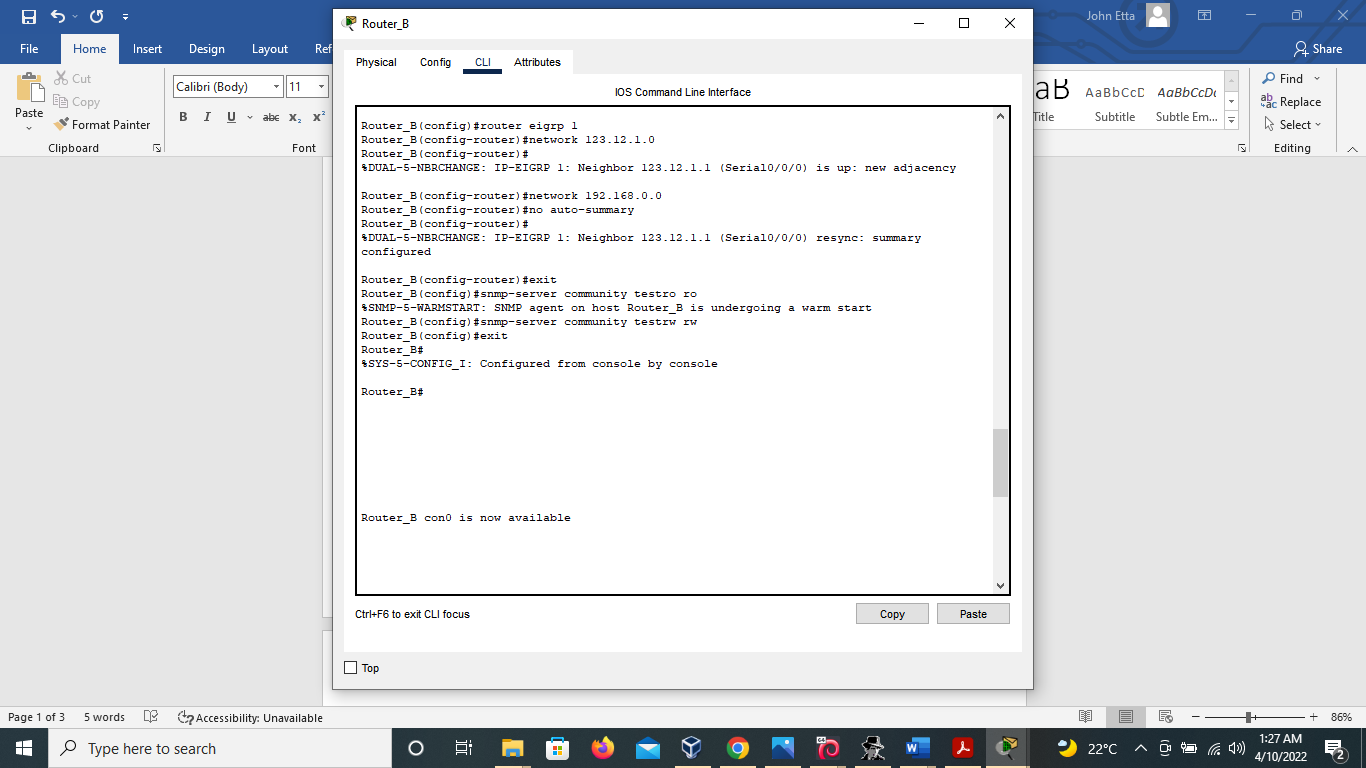 John Etta
File
Home
Insert
Design
Layout
Ref
Share
Paste
Cut
Copy
Format Painter
Clipboard
Calibri (Body)
11
B I U abc x₂ x²
Font
aB
Title
AaBbCcD
Subtitle
AaBbCcDc
Subtle Em...
Find
Replace
Select
Editing
Router_B
Physical
Config
CLI
Attributes
IOS Command Line Interface
Router_B(config)#router eigrp 1
Router_B(config-router)#network 123.12.1.0
Router_B(config-router)#
%DUAL-5-NBRCHANGE: IP-EIGRP 1: Neighbor 123.12.1.1 (Serial0/0/0) is up: new adjacency
Router_B(config-router)#network 192.168.0.0
Router_B(config-router)#no auto-summary
Router_B(config-router)#
%DUAL-5-NBRCHANGE: IP-EIGRP 1: Neighbor 123.12.1.1 (Serial0/0/0) resync: summary
configured
Router_B(config-router)#exit
Router_B(config)#snmp-server community testro ro
%SNMP-5-WARMSTART: SNMP agent on host Router_B is undergoing a warm start
Router_B(config)#snmp-server community testrw rw
Router_B(config)#exit
Router_B#
%SYS-5-CONFIG_I: Configured from console by console
Router_B#
Router_B con0 is now available
Ctrl+F6 to exit CLI focus
Copy
Paste
Top
Page 1 of 3
5 words
Accessibility: Unavailable
86%
Type here to search
22°C
1:27 AM
4/10/2022
2